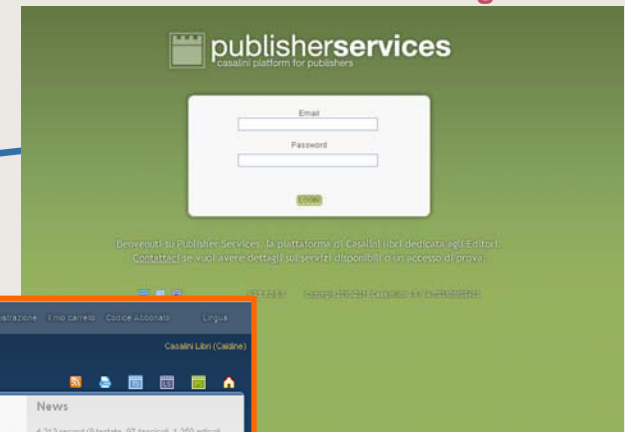 publisherservices
casalini platform for publishers
Email
Password
LOGIN
Benvenuti su Publisher Services, la piattaforma di Casalini libri dedicata agli Editori.
Contattaci se vuoi avere dettagli sui servizi disponibili o un accesso di prova.
Il mio carrello Codice Abbonato Lingua
Casalini Libri (Caldine)
News